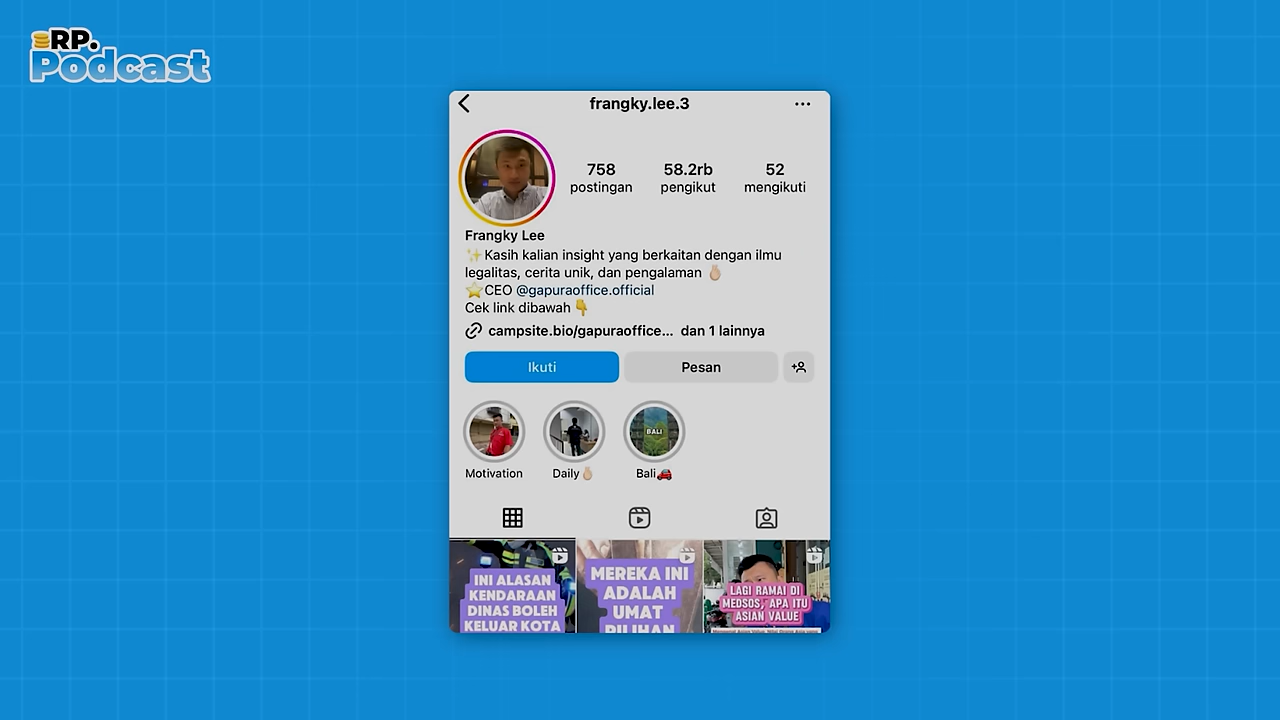 RP.
Podcast
frangky.lee.3
758
postingan
58.2rb
pengikut
52
mengikuti
Frangky Lee
✨Kasih kalian insight yang berkaitan dengan ilmu
legalitas, cerita unik, dan pengalaman 🫰🏻
⭐CEO @gapuraoffice.official
Cek link dibawah 👇
campsite.bio/gapuraoffice... dan 1 lainnya
Ikuti
Pesan
BALI
Motivation
Daily🫰🏻
Bali🚗
INI ALASAN
KENDARAAN
DINAS BOLEH
KELUAR KOTA
MEREKA INI
ADALAH
UMAT
PILIHAN
LAGI RAMAI DI
MEDSOS, APA ITU
ASIAN VALUE